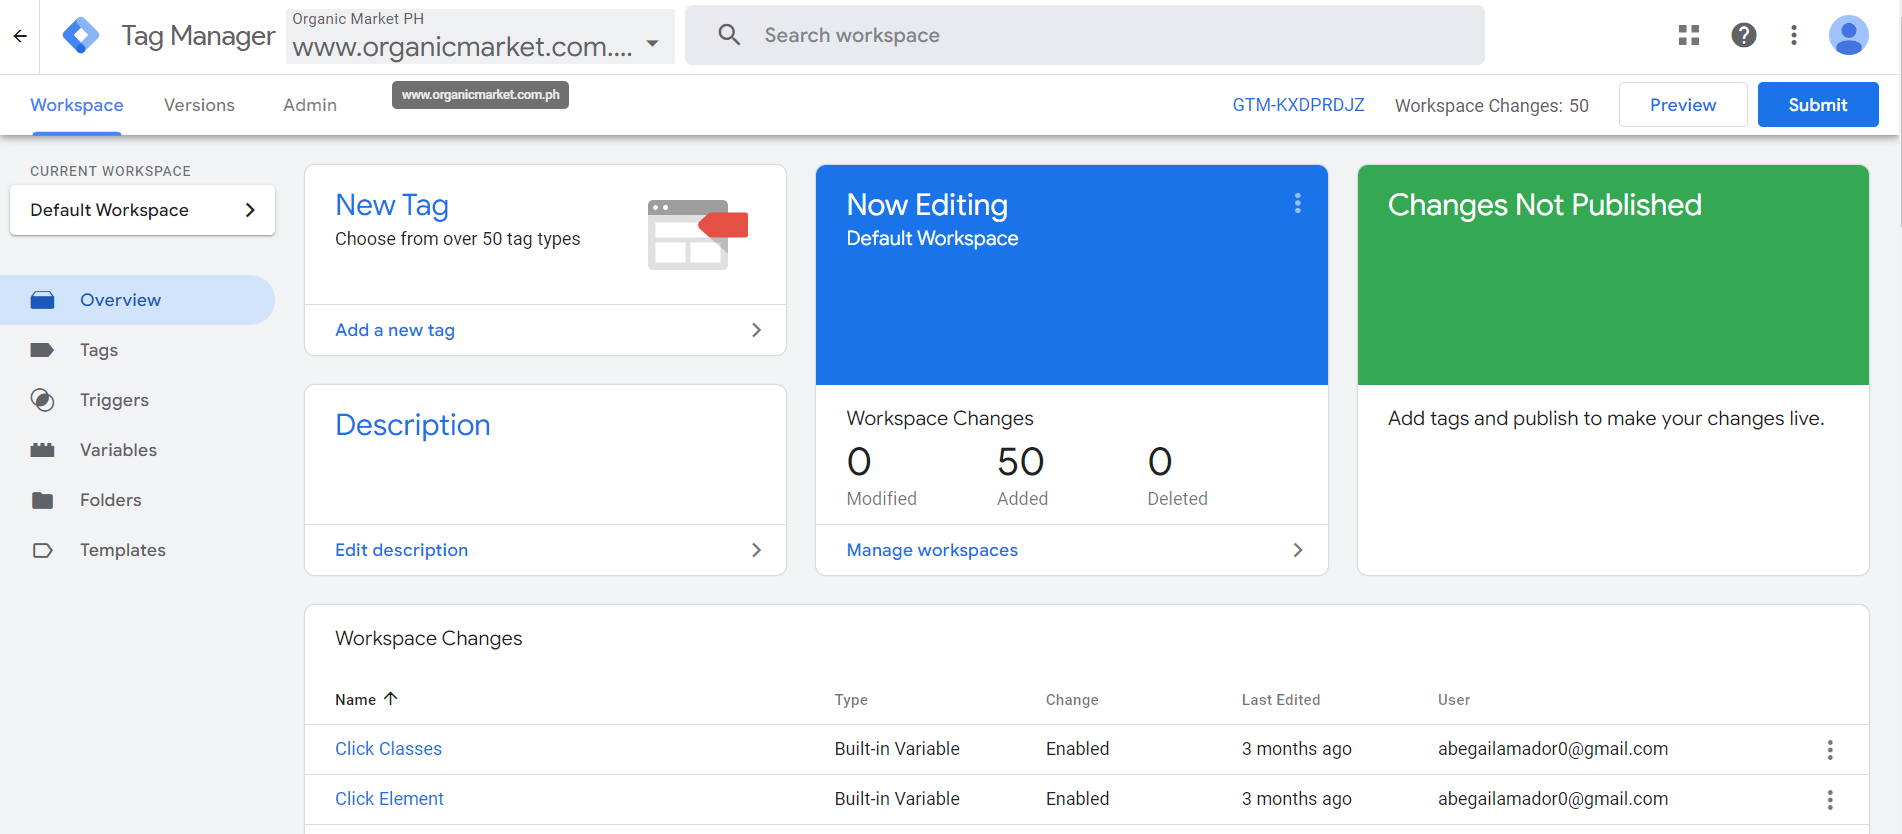 Tag Manager
Organic Market PH
www.organicmarket.com....
Search workspace
Workspace
Versions
Admin
www.organicmarket.com.ph
GTM-KXDPRDJZ
Workspace Changes: 50
Preview
Submit
CURRENT WORKSPACE
Default Workspace
Overview
Tags
Triggers
Variables
Folders
Templates
New Tag
Choose from over 50 tag types
Add a new tag
Description
Edit description
Now Editing
Default Workspace
Workspace Changes
0 50 0
Modified Added Deleted
Manage workspaces
Changes Not Published
Add tags and publish to make your changes live.
Workspace Changes
Name Type Change Last Edited User
Click Classes Built-in Variable Enabled 3 months ago abegailamador0@gmail.com
Click Element Built-in Variable Enabled 3 months ago abegailamador0@gmail.com